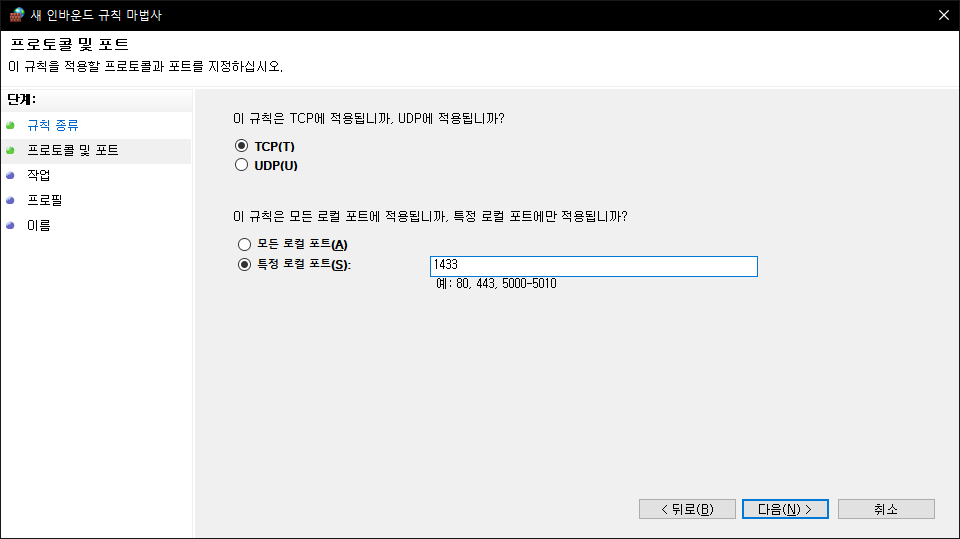 새 인바운드 규칙 마법사
프로토콜 및 포트
이 규칙을 적용할 프로토콜과 포트를 지정하십시오.
단계:
규칙 종류
프로토콜 및 포트
작업
프로필
이름
이 규칙은 TCP에 적용됩니까, UDP에 적용됩니까?
TCP(T)
UDP(U)
이 규칙은 모든 로컬 포트에 적용됩니까, 특정 로컬 포트에만 적용됩니까?
모든 로컬 포트(A)
특정 로컬 포트(S):
1433
예: 80, 443, 5000-5010
< 뒤로(B)
다음(N) >
취소